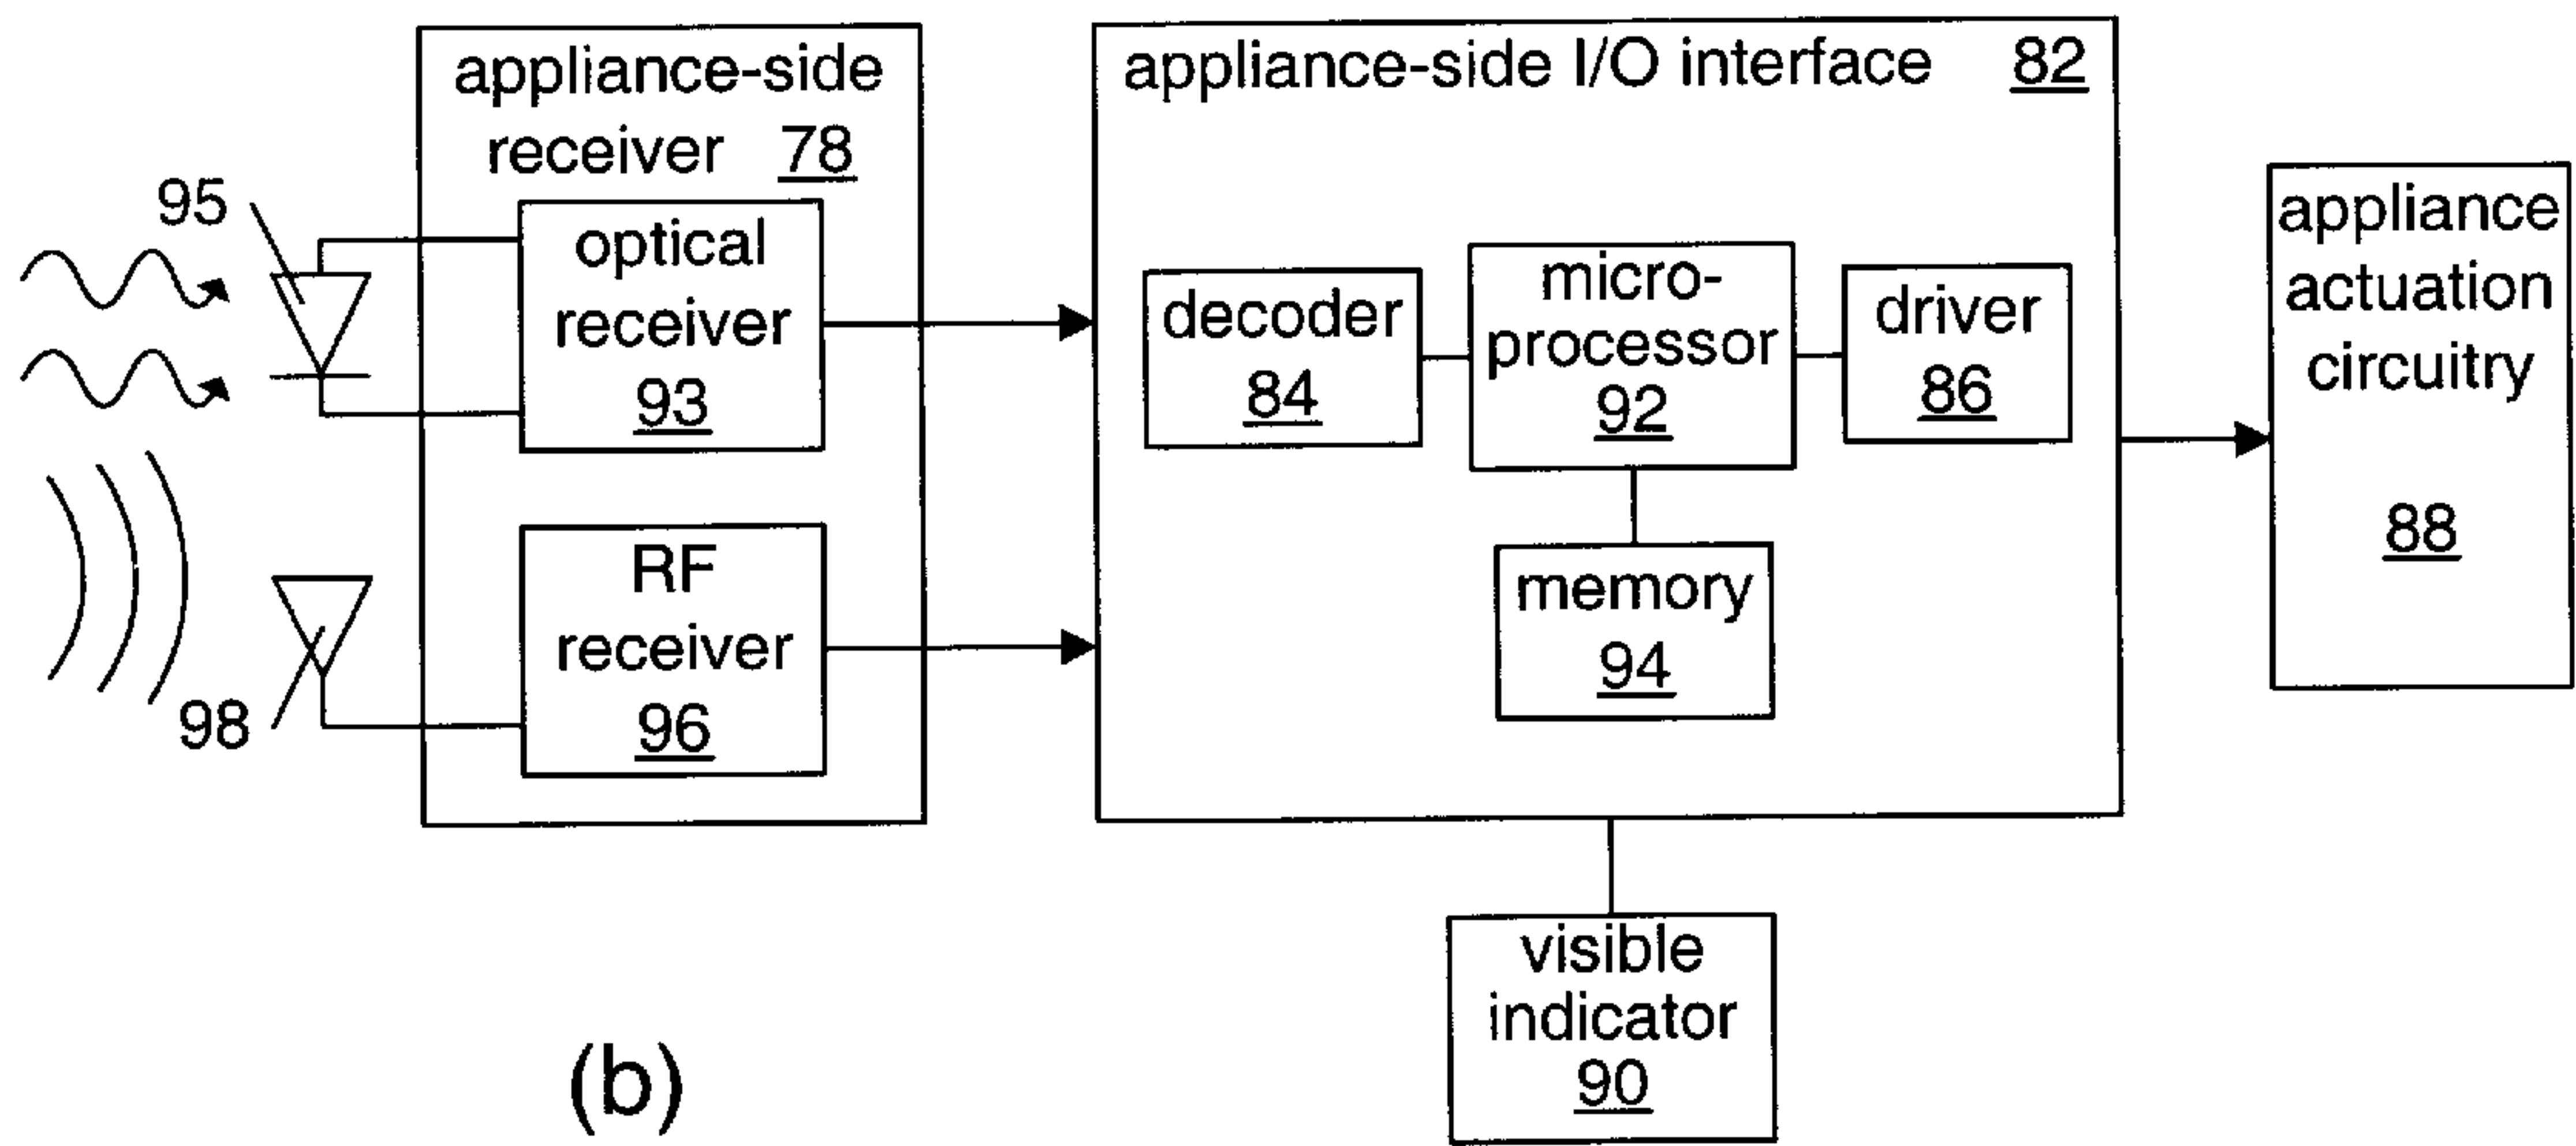 appliance-side
receiver 78
95
optical
receiver
93
RF
receiver
96
98
appliance-side I/O interface 82
decoder
84
micro-
processor
92
driver
86
memory
94
appliance
actuation
circuitry
88
visible
indicator
90
(b)